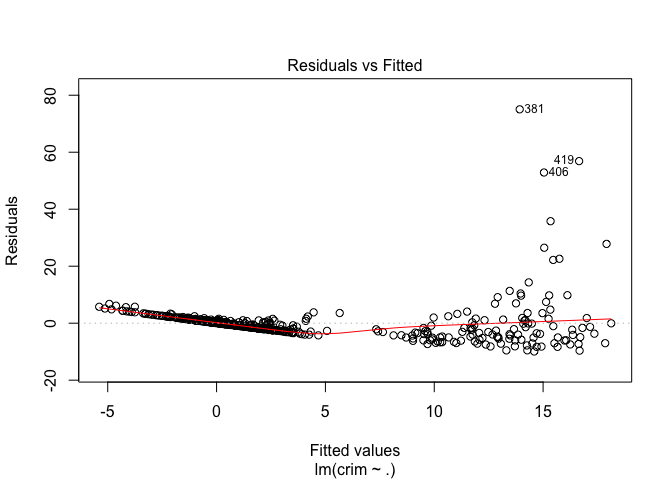 Residuals vs Fitted
80
60
40
20
0
-20
Residuals
381
419
406
-5 0 5 10 15
Fitted values
lm(crim ~ .)